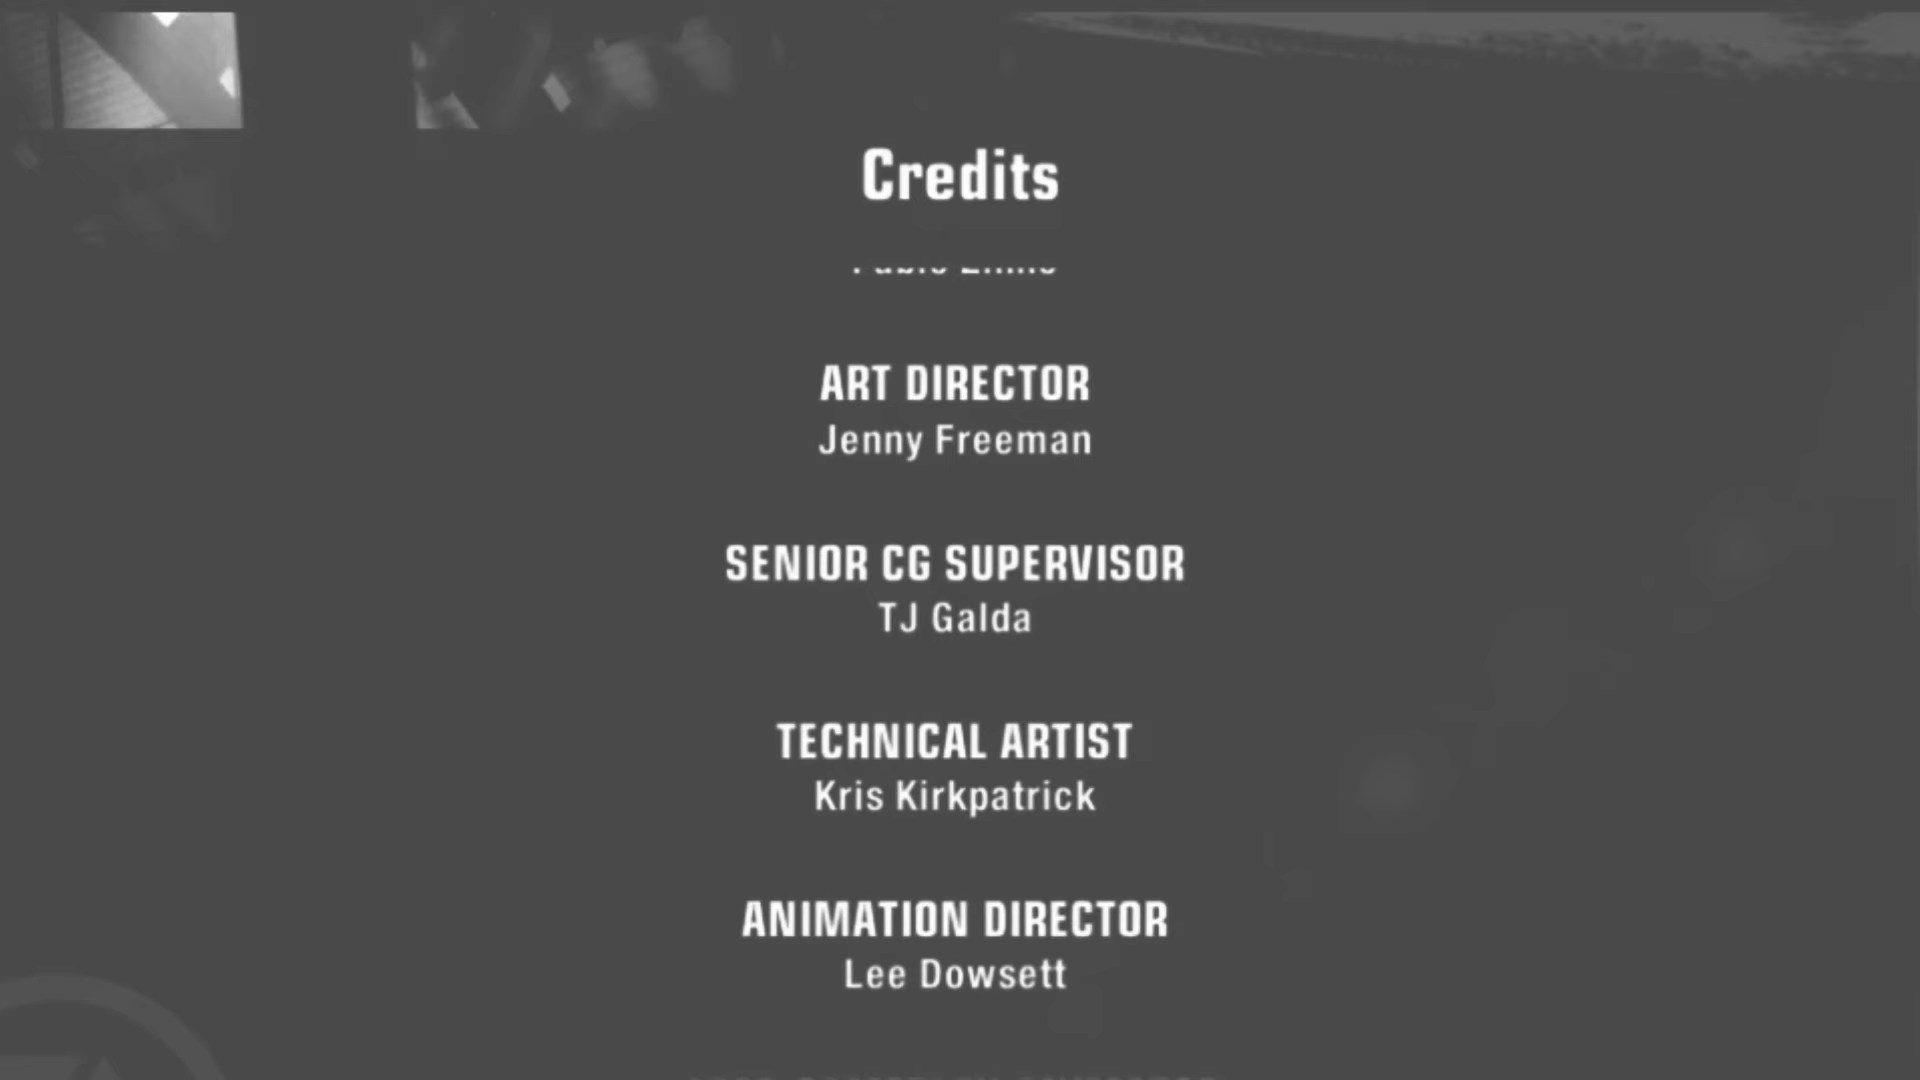 Credits
ART DIRECTOR
Jenny Freeman
SENIOR CG SUPERVISOR
TJ Galda
TECHNICAL ARTIST
Kris Kirkpatrick
ANIMATION DIRECTOR
Lee Dowsett